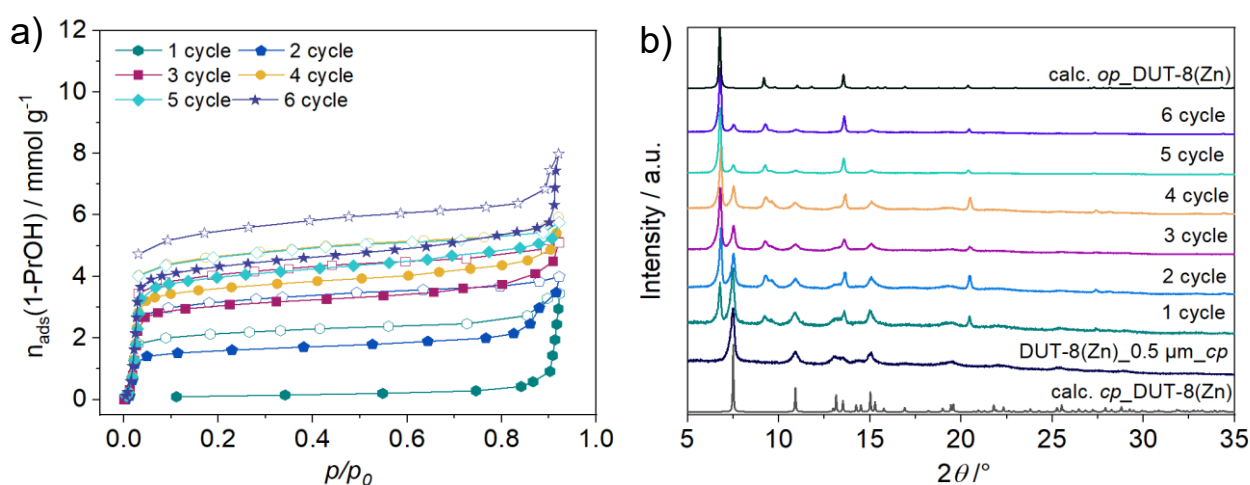 a)
12
10
8
6
4
2
0
n_ads(1-PrOH) / mmol g⁻¹
1 cycle 2 cycle
3 cycle 4 cycle
5 cycle 6 cycle
0.0 0.2 0.4 0.6 0.8 1.0
p/p₀
b)
Intensity / a.u.
calc. op_DUT-8(Zn)
6 cycle
5 cycle
4 cycle
3 cycle
2 cycle
1 cycle
DUT-8(Zn)_0.5 µm_cp
calc. cp_DUT-8(Zn)
5 10 15 20 25 30 35
2θ /°